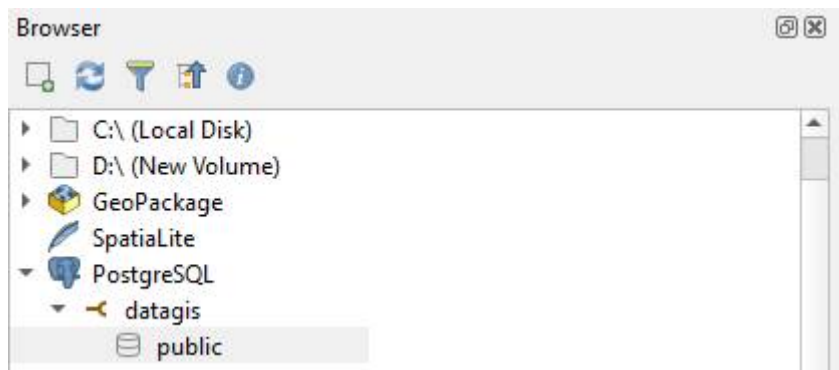 Browser
C:\ (Local Disk)
D:\ (New Volume)
GeoPackage
SpatiaLite
PostgreSQL
datagis
public